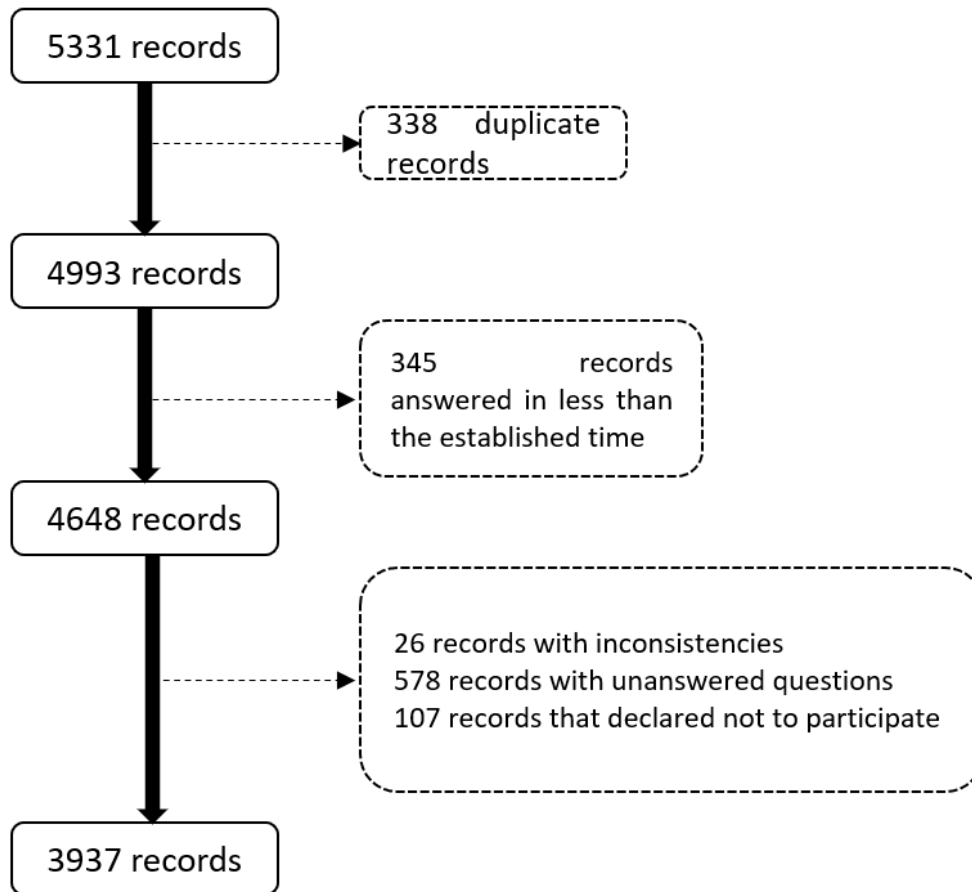 5331 records
338 duplicate
records
4993 records
345 records
answered in less than
the established time
4648 records
26 records with inconsistencies
578 records with unanswered questions
107 records that declared not to participate
3937 records